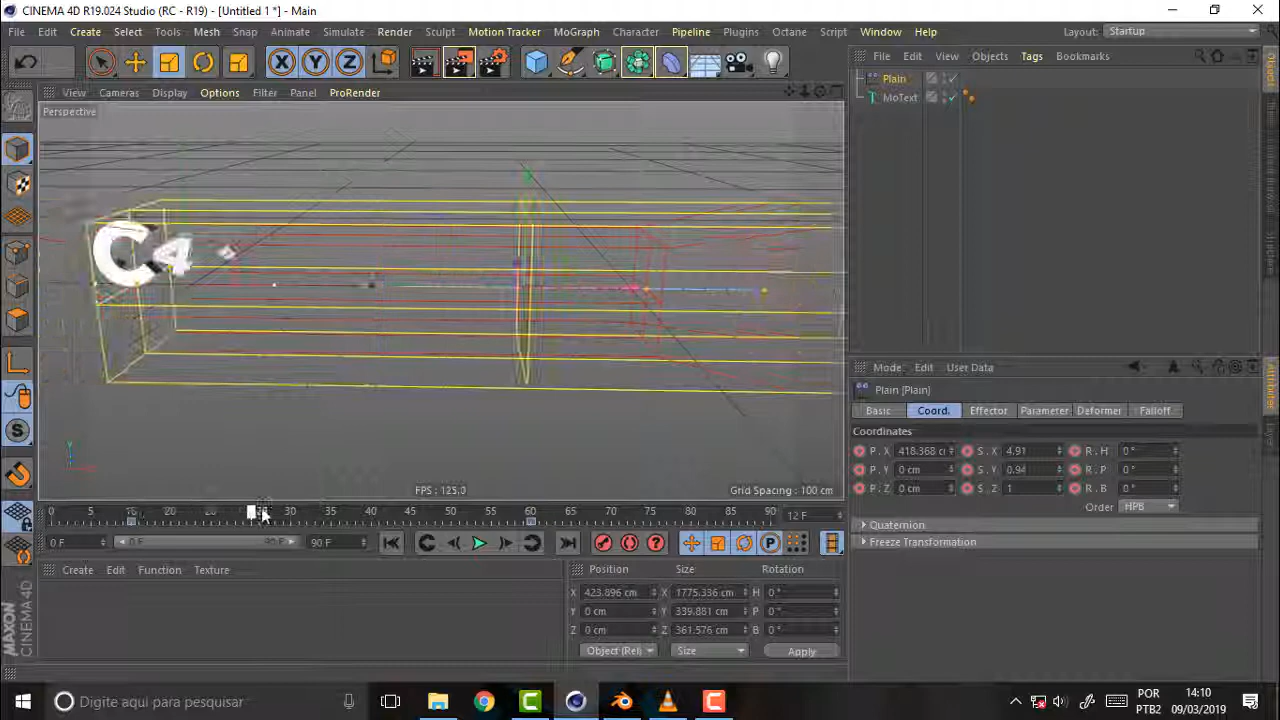 CINEMA 4D R19.024 Studio (RC - R19) - [Untitled 1 *] - Main
File Edit Create Select Tools Mesh Snap Animate Simulate Render Sculpt Motion Tracker MoGraph Character Pipeline Plugins Octane Script Window Help Layout: Startup
File Edit View Objects Tags Bookmarks
Plain
MoText
View Cameras Display Options Filter Panel ProRender
Perspective
C4
FPS : 125.0 Grid Spacing : 100 cm
Mode Edit User Data
Plain [Plain]
Basic Coord. Effector Parameter Deformer Falloff
Coordinates
P . X 418.368 c S . X 4.91 R . H 0 °
P . Y 0 cm S . Y 0.94 R . P 0 °
P . Z 0 cm S . Z 1 R . B 0 °
Order HPB
Quaternion
Freeze Transformation
0 5 10 15 20 25 30 35 40 45 50 55 60 65 70 75 80 85 90 12 F
0 F 0 F 90 F 90 F
Create Edit Function Texture
Position Size Rotation
X 423.896 cm X 1775.336 cm H 0 °
Y 0 cm Y 339.881 cm P 0 °
Z 0 cm Z 361.576 cm B 0 °
Object (Rel) Size Apply
MAXON CINEMA 4D
Object
Attributes
Layer
Digite aqui para pesquisar
POR
PTB2
14:10
09/03/2019